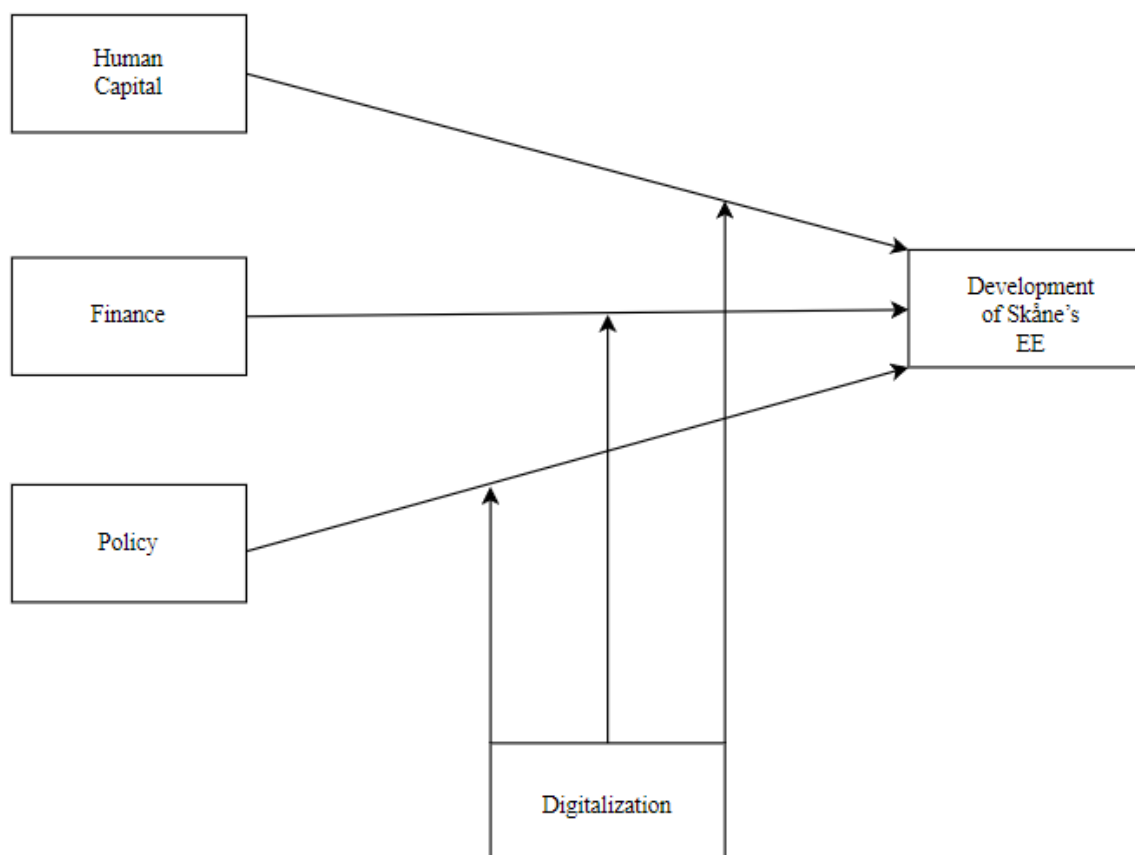 Human
Capital
Finance
Development
of Skåne's
EE
Policy
Digitalization